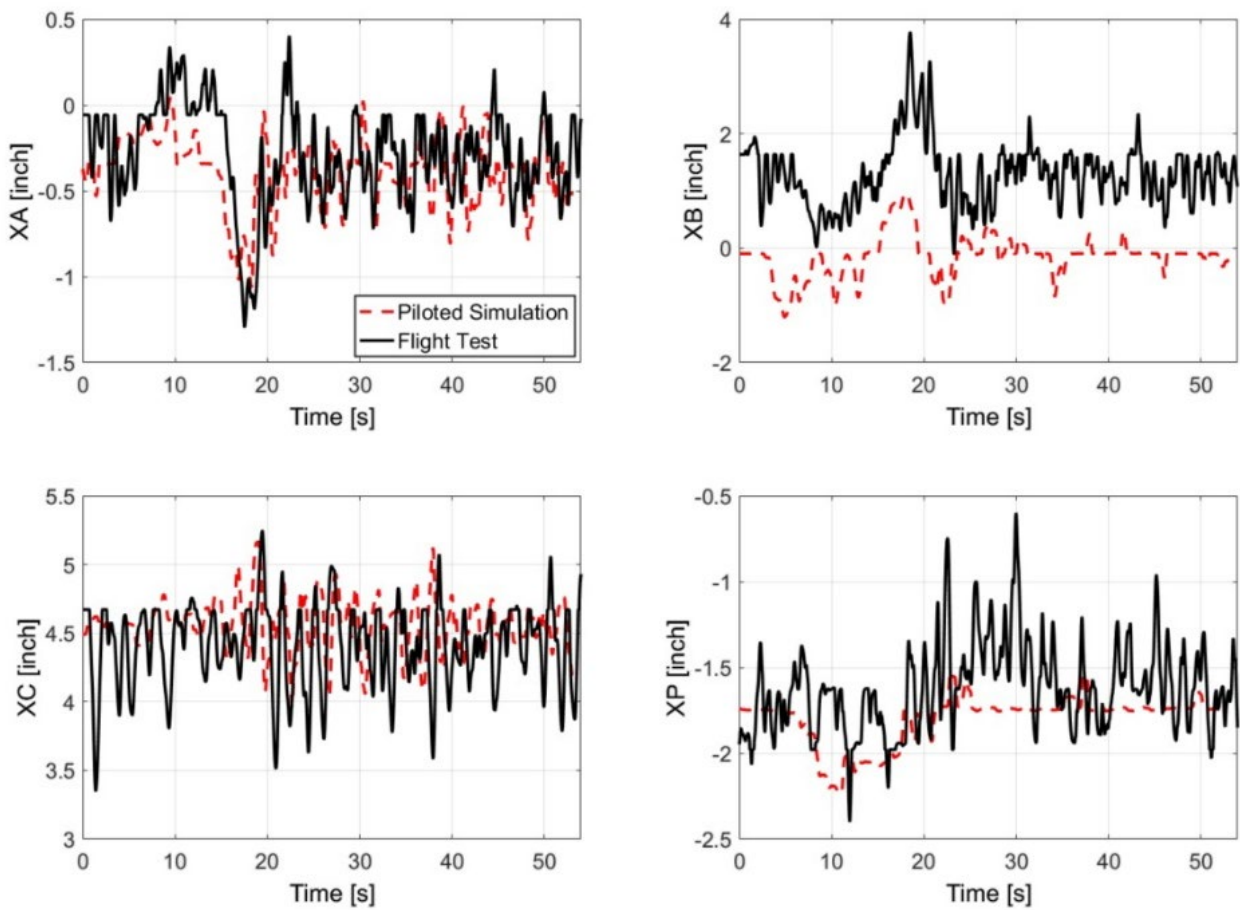 0.5
0
-0.5
-1
-1.5
XA [inch]
0 10 20 30 40 50
Time [s]
Piloted Simulation
Flight Test
4
2
0
-2
XB [inch]
0 10 20 30 40 50
Time [s]
5.5
5
4.5
4
3.5
3
XC [inch]
0 10 20 30 40 50
Time [s]
-0.5
-1
-1.5
-2
-2.5
XP [inch]
0 10 20 30 40 50
Time [s]